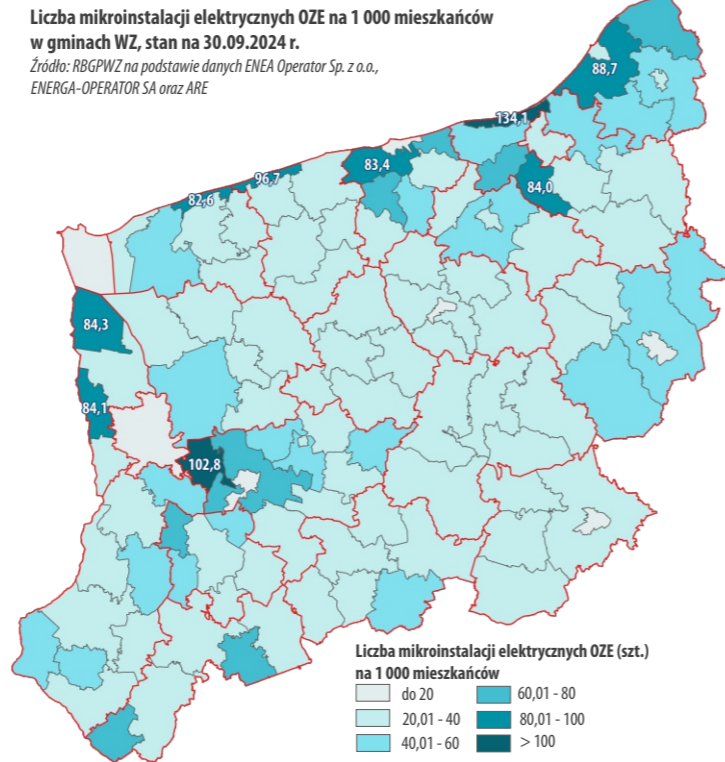 Liczba mikroinstalacji elektrycznych OZE na 1 000 mieszkańców
w gminach WZ, stan na 30.09.2024 r.
Źródło: RBGPWZ na podstawie danych ENEA Operator Sp. z o.o.,
ENERGA-OPERATOR SA oraz ARE
88,7
134,1
83,4
96,7
84,0
82,6
84,3
84,1
102,8
Liczba mikroinstalacji elektrycznych OZE (szt.)
na 1 000 mieszkańców
do 20
60,01 - 80
20,01 - 40
80,01 - 100
40,01 - 60
> 100